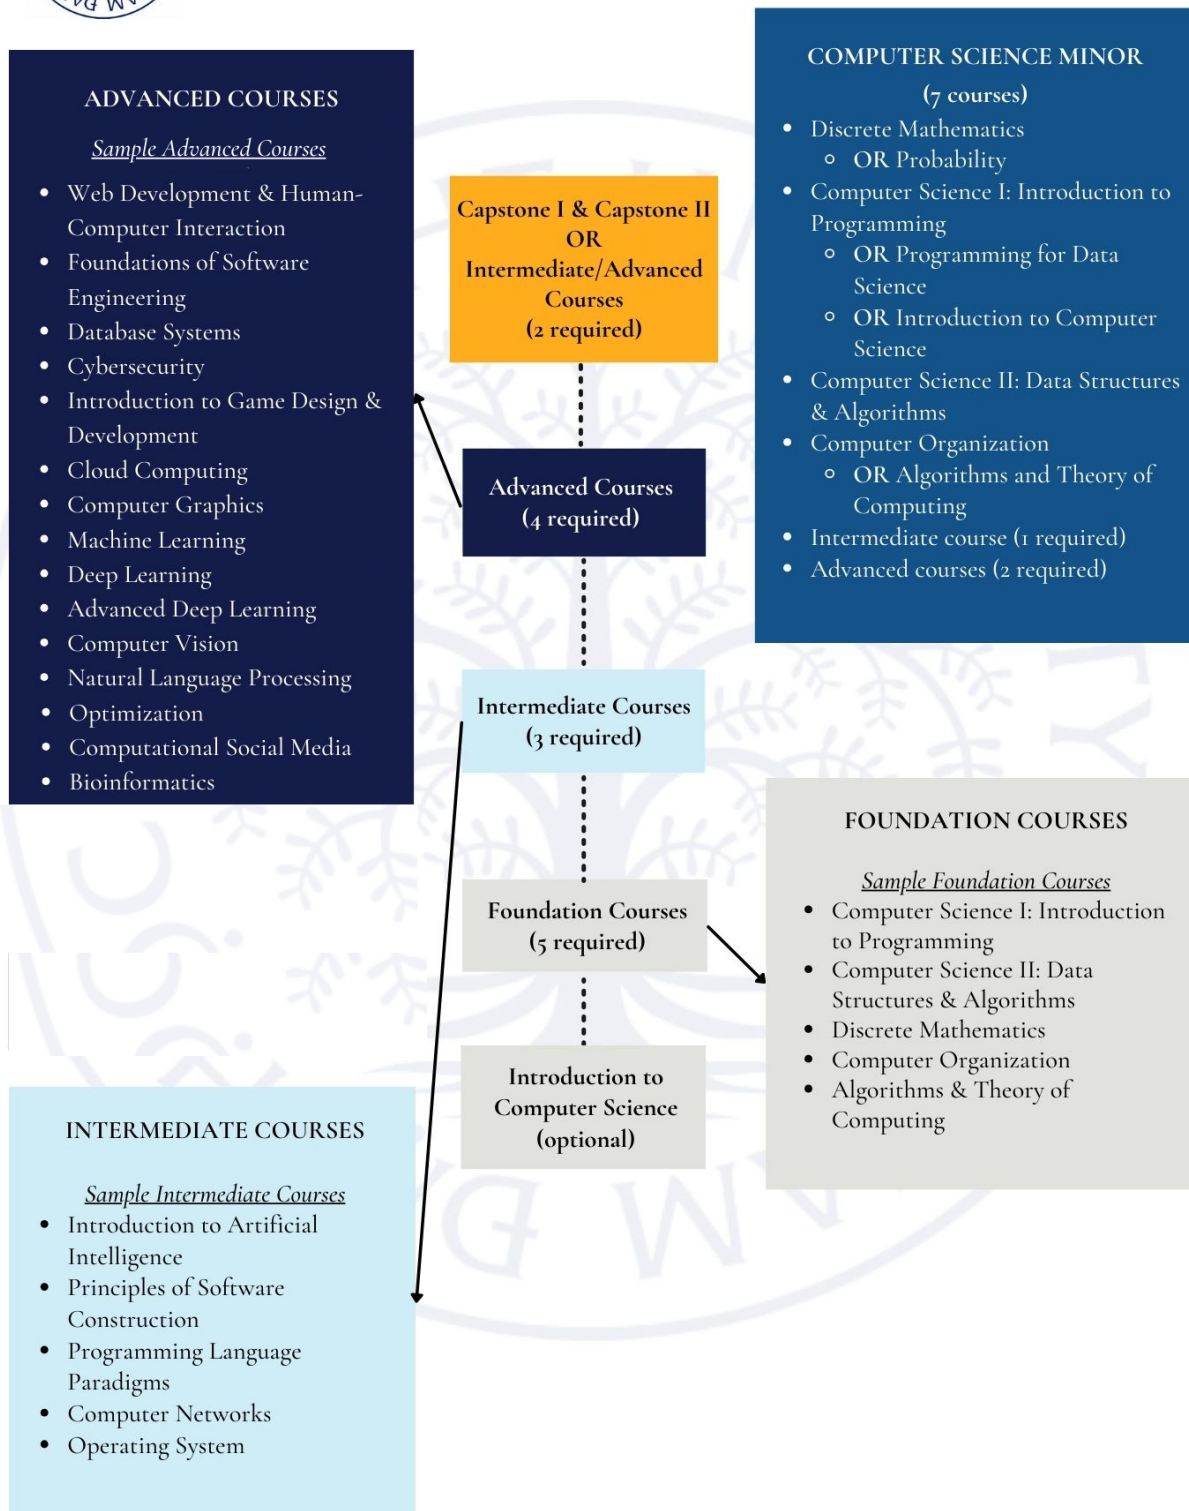 ADVANCED COURSES
Sample Advanced Courses
• Web Development & Human-
Computer Interaction
• Foundations of Software
Engineering
• Database Systems
• Cybersecurity
• Introduction to Game Design &
Development
• Cloud Computing
• Computer Graphics
• Machine Learning
• Deep Learning
• Advanced Deep Learning
• Computer Vision
• Natural Language Processing
• Optimization
• Computational Social Media
• Bioinformatics
Capstone I & Capstone II
OR
Intermediate/Advanced
Courses
(2 required)
Advanced Courses
(4 required)
Intermediate Courses
(3 required)
Foundation Courses
(5 required)
Introduction to
Computer Science
(optional)
COMPUTER SCIENCE MINOR
(7 courses)
• Discrete Mathematics
◦ OR Probability
• Computer Science I: Introduction to
Programming
◦ OR Programming for Data
Science
◦ OR Introduction to Computer
Science
• Computer Science II: Data Structures
& Algorithms
• Computer Organization
◦ OR Algorithms and Theory of
Computing
• Intermediate course (1 required)
• Advanced courses (2 required)
FOUNDATION COURSES
Sample Foundation Courses
• Computer Science I: Introduction
to Programming
• Computer Science II: Data
Structures & Algorithms
• Discrete Mathematics
• Computer Organization
• Algorithms & Theory of
Computing
INTERMEDIATE COURSES
Sample Intermediate Courses
• Introduction to Artificial
Intelligence
• Principles of Software
Construction
• Programming Language
Paradigms
• Computer Networks
• Operating System